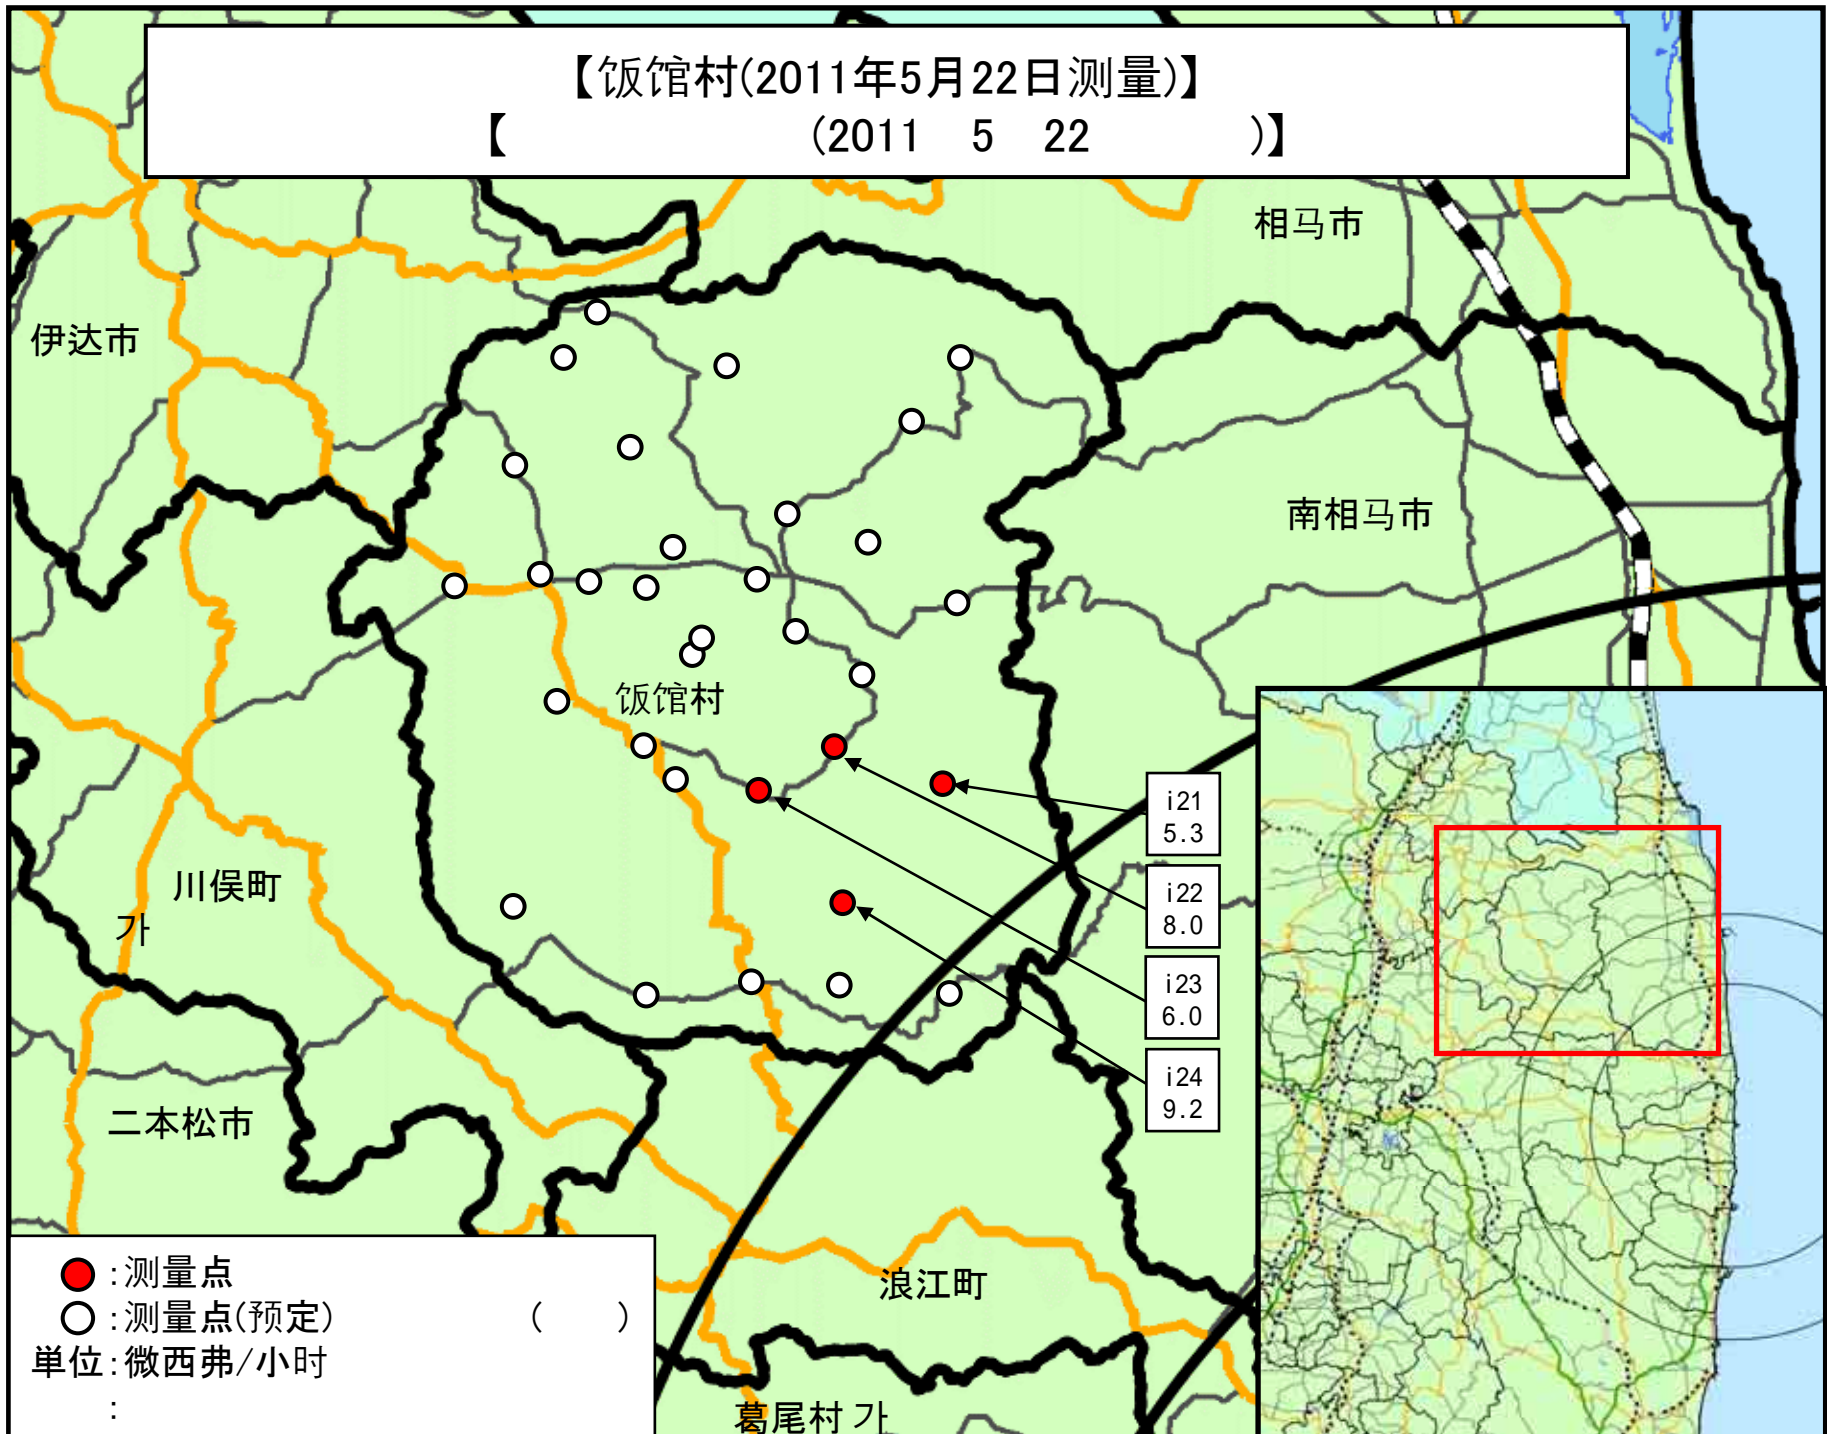 【饭馆村(2011年5月22日测量)】
【 (2011 5 22 )】
相马市
伊达市
南相马市
饭馆村
i21
5.3
川俣町
가
i22
8.0
i23
6.0
i24
9.2
二本松市
浪江町
●:测量点
○:测量点(预定) ( )
単位:微西弗/小时
:
葛尾村 가